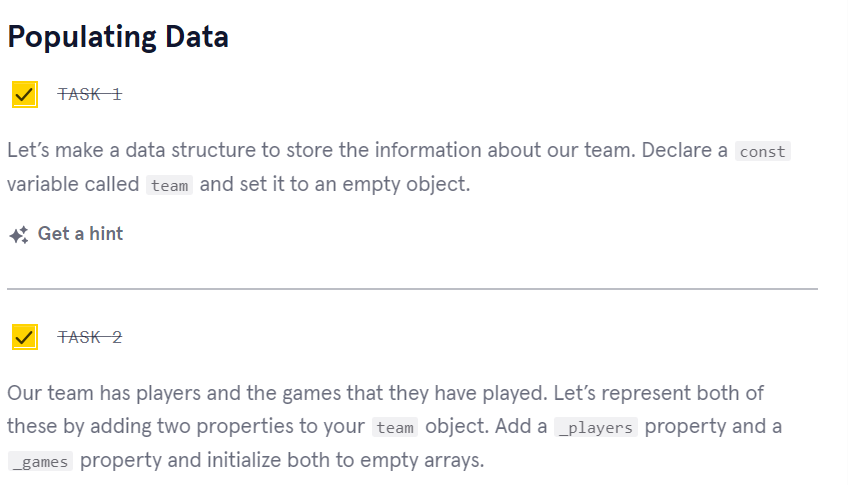 Populating Data
TASK 1
Let’s make a data structure to store the information about our team. Declare a const
variable called team and set it to an empty object.
Get a hint
TASK 2
Our team has players and the games that they have played. Let’s represent both of
these by adding two properties to your team object. Add a _players property and a
_games property and initialize both to empty arrays.